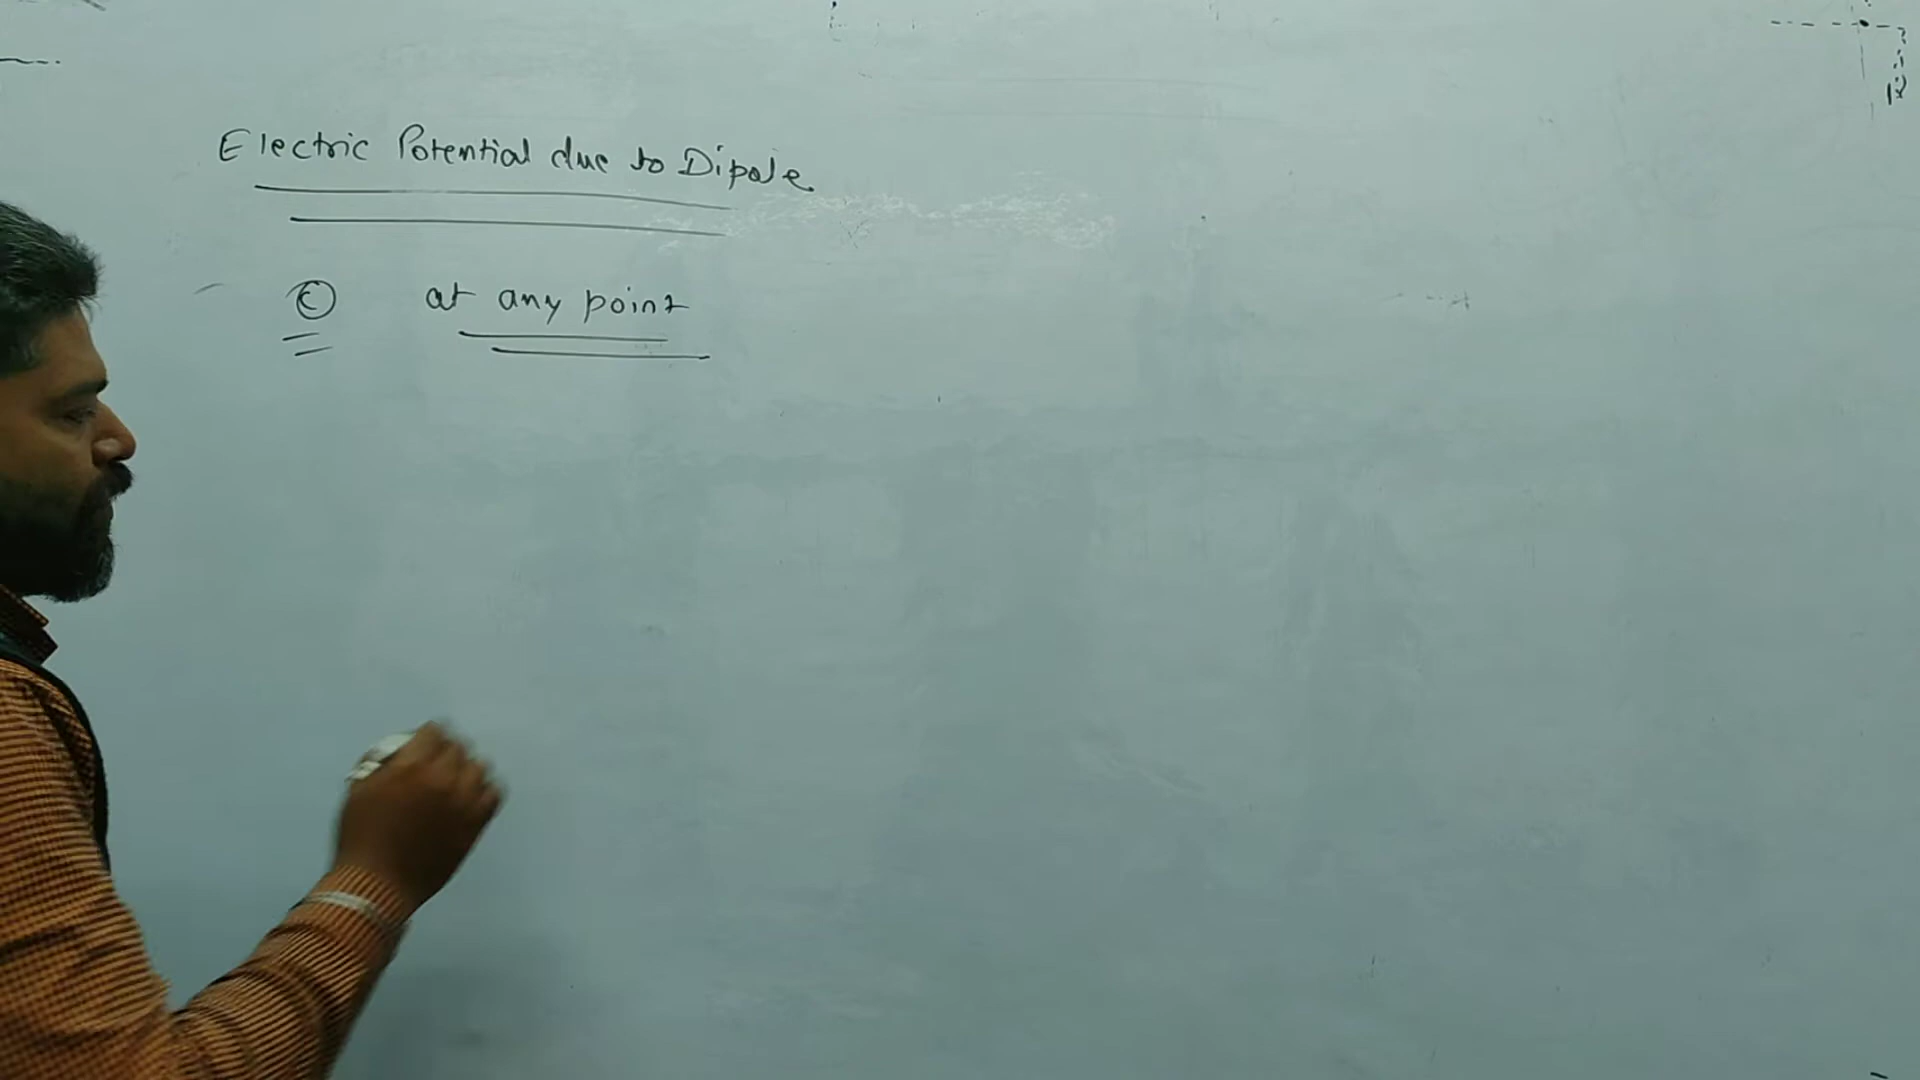 Electric Potential due to Dipole
Ⓒ at any point